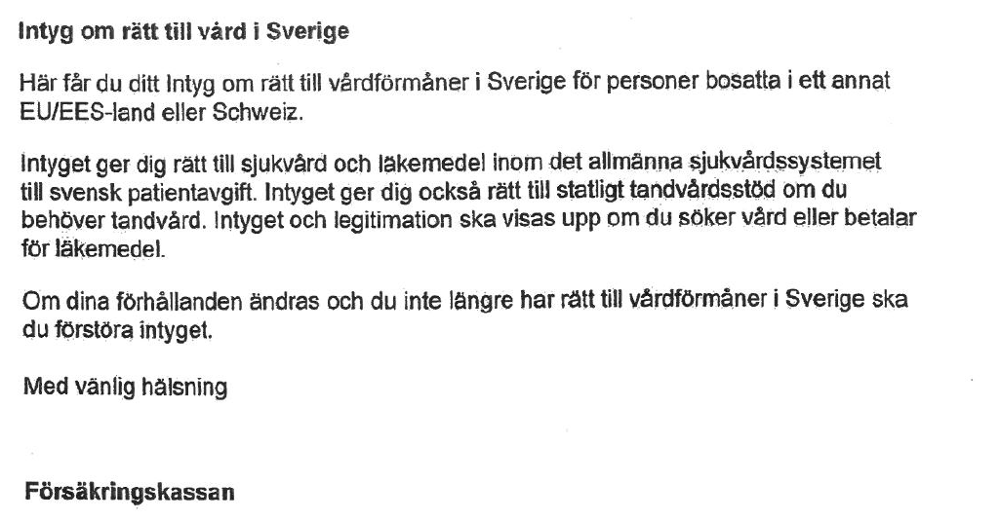 Intyg om rätt till vård i Sverige
Här får du ditt Intyg om rätt till vårdförmåner i Sverige för personer bosatta i ett annat
EU/EES-land eller Schweiz.
Intyget ger dig rätt till sjukvård och läkemedel inom det allmänna sjukvårdssystemet
till svensk patientavgift. Intyget ger dig också rätt till statligt tandvårdsstöd om du
behöver tandvård. Intyget och legitimation ska visas upp om du söker vård eller betalar
för läkemedel.
Om dina förhållanden ändras och du inte längre har rätt till vårdförmåner i Sverige ska
du förstöra intyget.
Med vänlig hälsning
Försäkringskassan